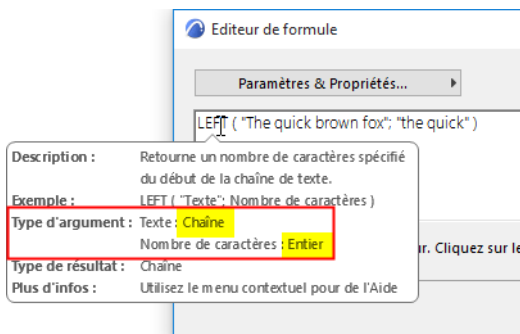 Editeur de formule
Paramètres & Propriétés...
LEFT ( "The quick brown fox"; "the quick" )
Description : Retourne un nombre de caractères spécifié
du début de la chaîne de texte.
Exemple : LEFT ( "Texte"; Nombre de caractères )
Type d'argument : Texte : Chaîne
Nombre de caractères : Entier
ur. Cliquez sur le
Type de résultat : Chaîne
Plus d'infos : Utilisez le menu contextuel pour de l'Aide